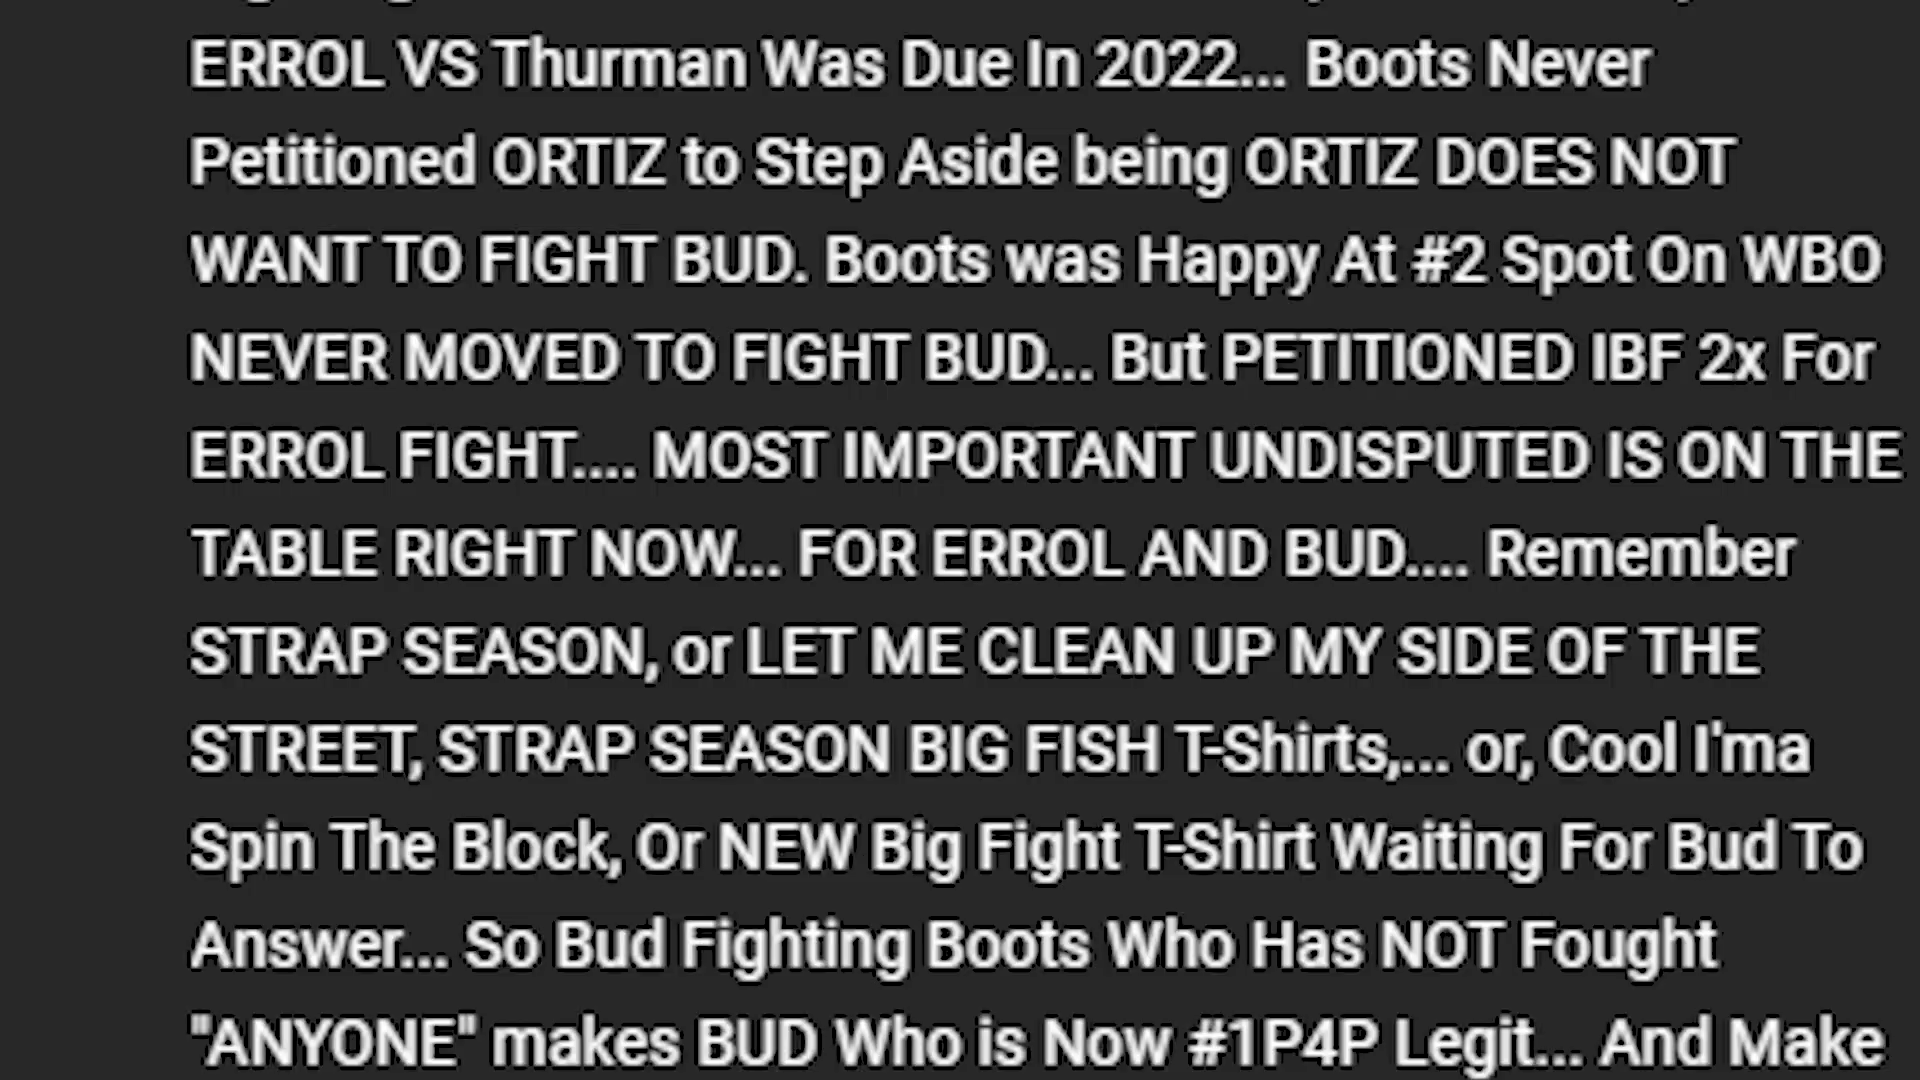 ERROL VS Thurman Was Due In 2022... Boots Never
Petitioned ORTIZ to Step Aside being ORTIZ DOES NOT
WANT TO FIGHT BUD. Boots was Happy At #2 Spot On WBO
NEVER MOVED TO FIGHT BUD... But PETITIONED IBF 2x For
ERROL FIGHT.... MOST IMPORTANT UNDISPUTED IS ON THE
TABLE RIGHT NOW... FOR ERROL AND BUD.... Remember
STRAP SEASON, or LET ME CLEAN UP MY SIDE OF THE
STREET, STRAP SEASON BIG FISH T-Shirts,... or, Cool I'ma
Spin The Block, Or NEW Big Fight T-Shirt Waiting For Bud To
Answer... So Bud Fighting Boots Who Has NOT Fought
"ANYONE" makes BUD Who is Now #1P4P Legit... And Make